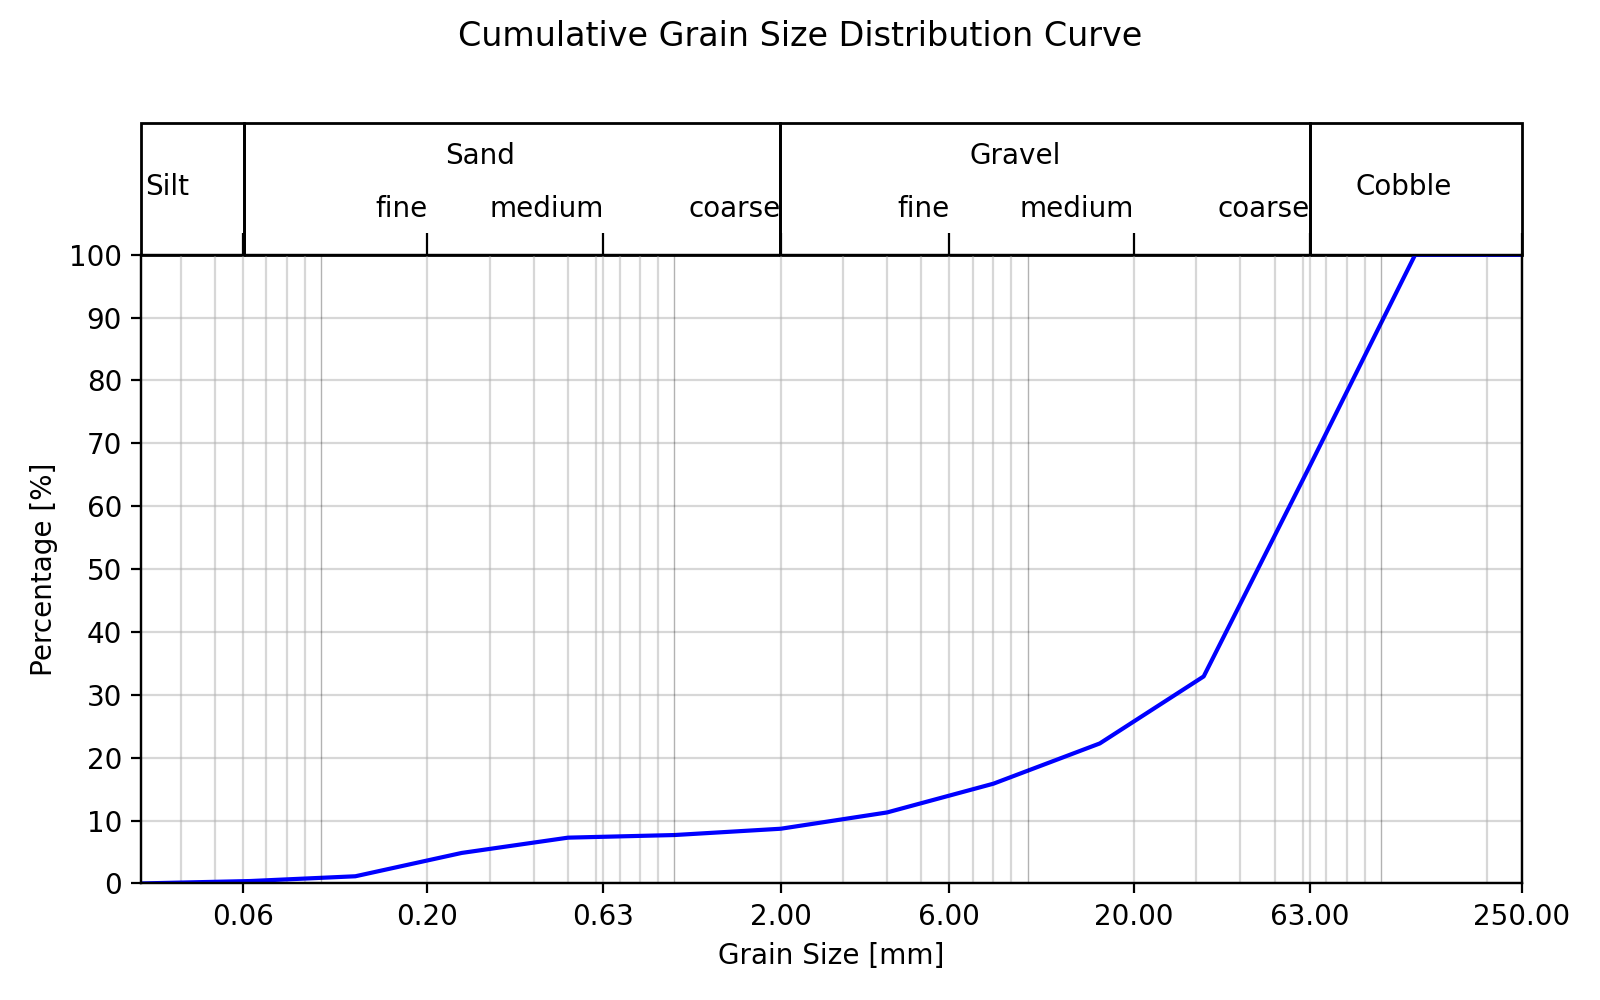 Cumulative Grain Size Distribution Curve
Sand
Gravel
Silt
Cobble
fine medium coarse fine medium coarse
100
90
80
70
60
50
40
30
20
10
0
Percentage [%]
0.06 0.20 0.63 2.00 6.00 20.00 63.00 250.00
Grain Size [mm]